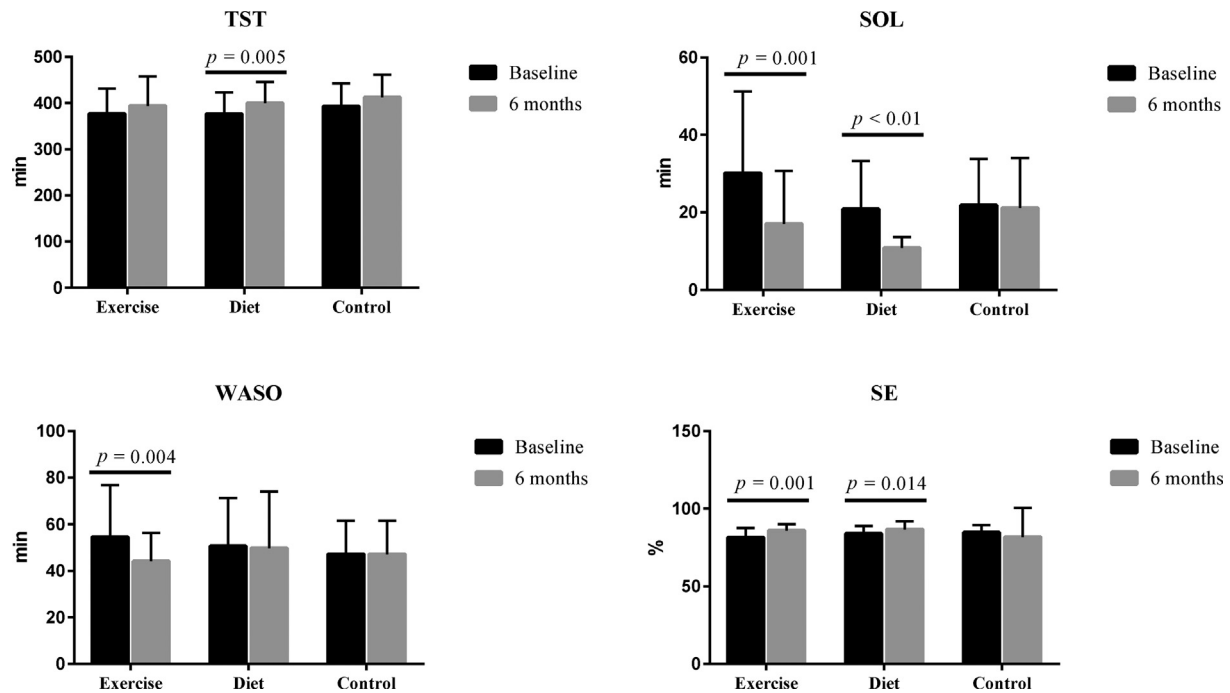 TST
500
400
300
200
100
0
min
p = 0.005
Exercise
Diet
Control
Baseline
6 months
SOL
60
40
20
0
min
p = 0.001
p < 0.01
Exercise
Diet
Control
Baseline
6 months
WASO
100
80
60
40
20
0
min
p = 0.004
Exercise
Diet
Control
Baseline
6 months
SE
150
100
50
0
%
p = 0.001
p = 0.014
Exercise
Diet
Control
Baseline
6 months